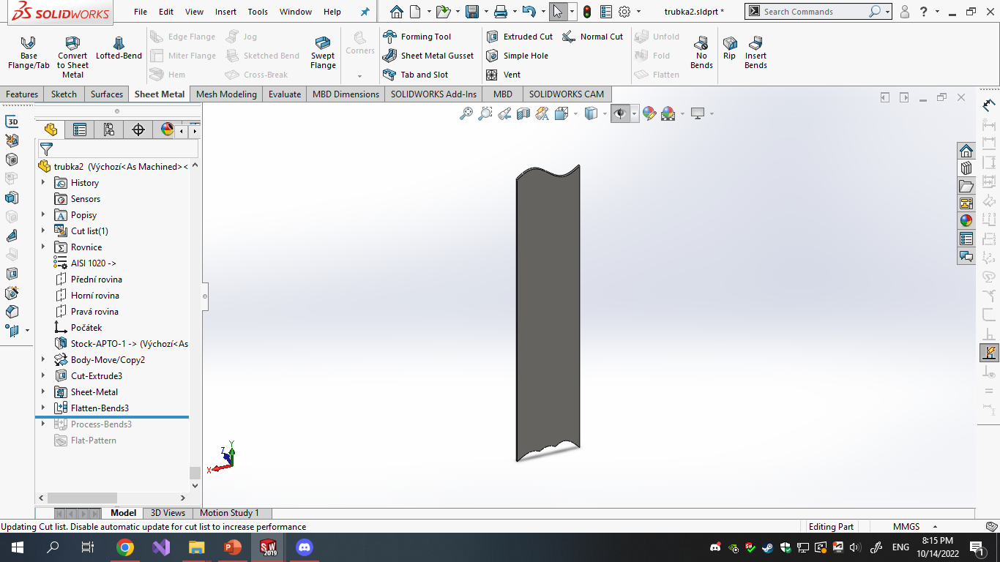 SOLIDWORKS File Edit View Insert Tools Window Help trubka2.sldprt * Search Commands ?
Base Flange/Tab
Convert to Sheet Metal
Lofted-Bend
Edge Flange
Miter Flange
Hem
Jog
Sketched Bend
Cross-Break
Swept Flange
Corners
Forming Tool
Sheet Metal Gusset
Tab and Slot
Extruded Cut
Simple Hole
Vent
Normal Cut
Unfold
Fold
Flatten
No Bends
Rip
Insert Bends
Features Sketch Surfaces Sheet Metal Mesh Modeling Evaluate MBD Dimensions SOLIDWORKS Add-Ins MBD SOLIDWORKS CAM
3D
trubka2 (Výchozí<As Machined><
History
Sensors
Popisy
Cut list(1)
Rovnice
AISI 1020 ->
Přední rovina
Horní rovina
Pravá rovina
Počátek
Stock-APTO-1 -> (Výchozí<As
Body-Move/Copy2
Cut-Extrude3
Sheet-Metal
Flatten-Bends3
Process-Bends3
Flat-Pattern
Y
Z
X
Model 3D Views Motion Study 1
Updating Cut list. Disable automatic update for cut list to increase performance Editing Part MMGS
SW 2019
ENG
8:15 PM
10/14/2022
1